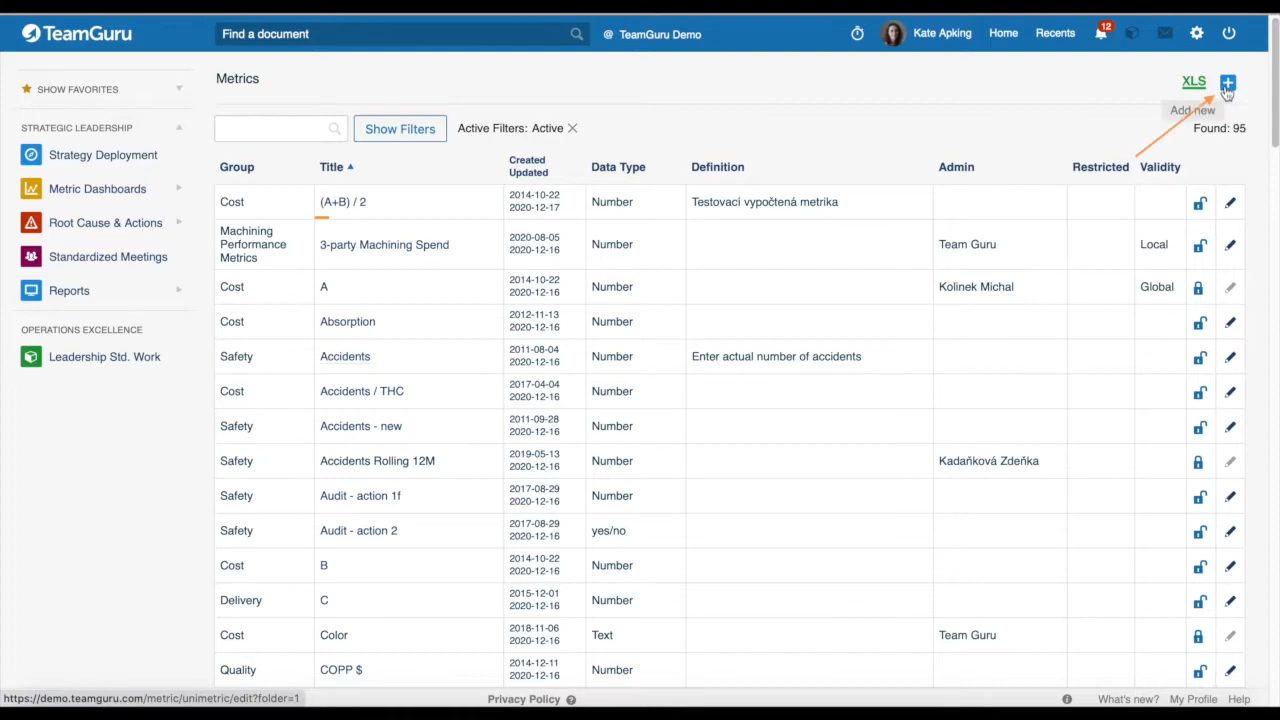 TeamGuru
Find a document
@ TeamGuru Demo
Kate Apking
Home
Recents
12
SHOW FAVORITES
STRATEGIC LEADERSHIP
Strategy Deployment
Metric Dashboards
Root Cause & Actions
Standardized Meetings
Reports
OPERATIONS EXCELLENCE
Leadership Std. Work
Metrics
XLS
Add new
Show Filters
Active Filters: Active
Found: 95
Group Title Created Updated Data Type Definition Admin Restricted Validity
Cost (A+B) / 2 2014-10-22 2020-12-17 Number Testovací vypočtená metrika
Machining Performance Metrics 3-party Machining Spend 2020-08-05 2020-12-16 Number Team Guru Local
Cost A 2014-10-22 2020-12-16 Number Kolinek Michal Global
Cost Absorption 2012-11-13 2020-12-16 Number
Safety Accidents 2011-08-04 2020-12-16 Number Enter actual number of accidents
Cost Accidents / THC 2017-04-04 2020-12-16 Number
Safety Accidents - new 2011-09-28 2020-12-16 Number
Safety Accidents Rolling 12M 2019-05-13 2020-12-16 Number Kadaňková Zdeňka
Safety Audit - action 1f 2017-08-29 2020-12-16 Number
Safety Audit - action 2 2017-08-29 2020-12-16 yes/no
Cost B 2014-10-22 2020-12-16 Number
Delivery C 2015-12-01 2020-12-16 Number
Cost Color 2018-11-06 2020-12-16 Text Team Guru
Quality COPP $ 2014-12-11 2020-12-16 Number
https://demo.teamguru.com/metric/unimetric/edit?folder=1
Privacy Policy
What's new?
My Profile
Help